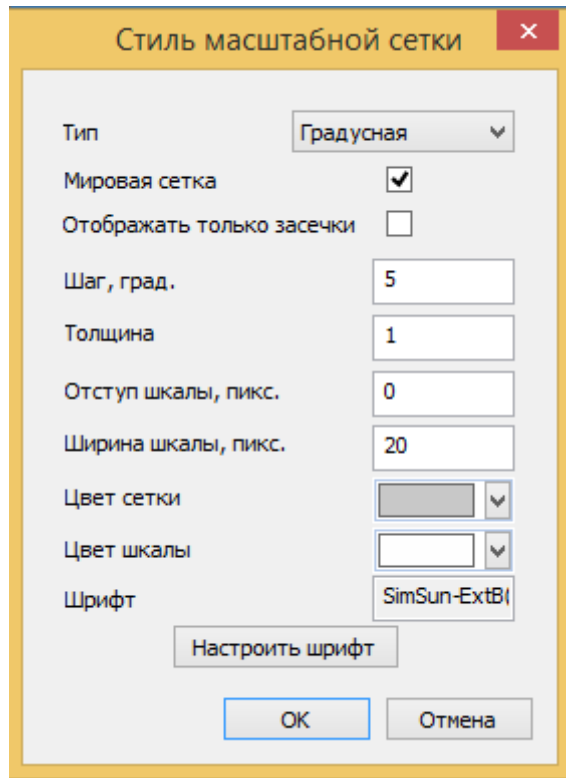 Стиль масштабной сетки
Тип Градусная
Мировая сетка
Отображать только засечки
Шаг, град. 5
Толщина 1
Отступ шкалы, пикс. 0
Ширина шкалы, пикс. 20
Цвет сетки
Цвет шкалы
Шрифт SimSun-ExtB(
Настроить шрифт
OK Отмена